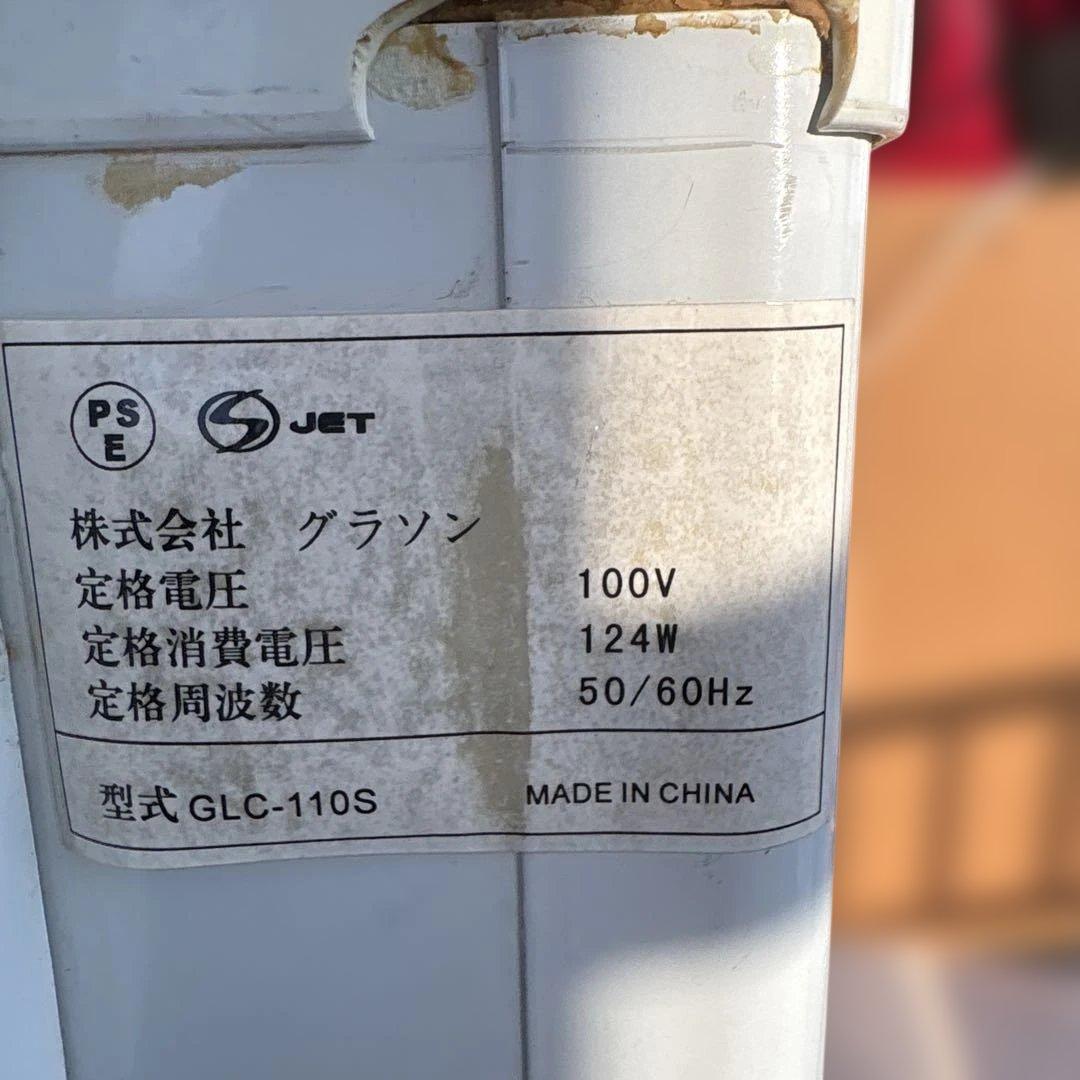 PS
E
S JET
株式会社 グラソン
定格電圧 100V
定格消費電圧 124W
定格周波数 50/60Hz
型式 GLC-110S MADE IN CHINA